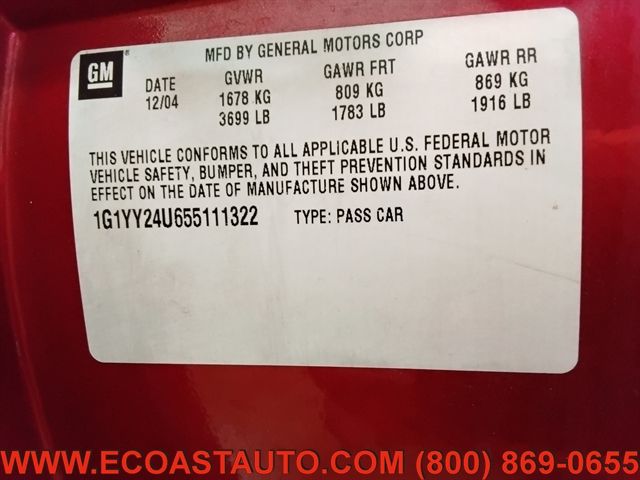 MFD BY GENERAL MOTORS CORP
GM
DATE GVWR GAWR FRT GAWR RR
12/04 1678 KG 809 KG 869 KG
3699 LB 1783 LB 1916 LB
THIS VEHICLE CONFORMS TO ALL APPLICABLE U.S. FEDERAL MOTOR
VEHICLE SAFETY, BUMPER, AND THEFT PREVENTION STANDARDS IN
EFFECT ON THE DATE OF MANUFACTURE SHOWN ABOVE.
1G1YY24U655111322 TYPE: PASS CAR
WWW.ECOASTAUTO.COM (800) 869-0655